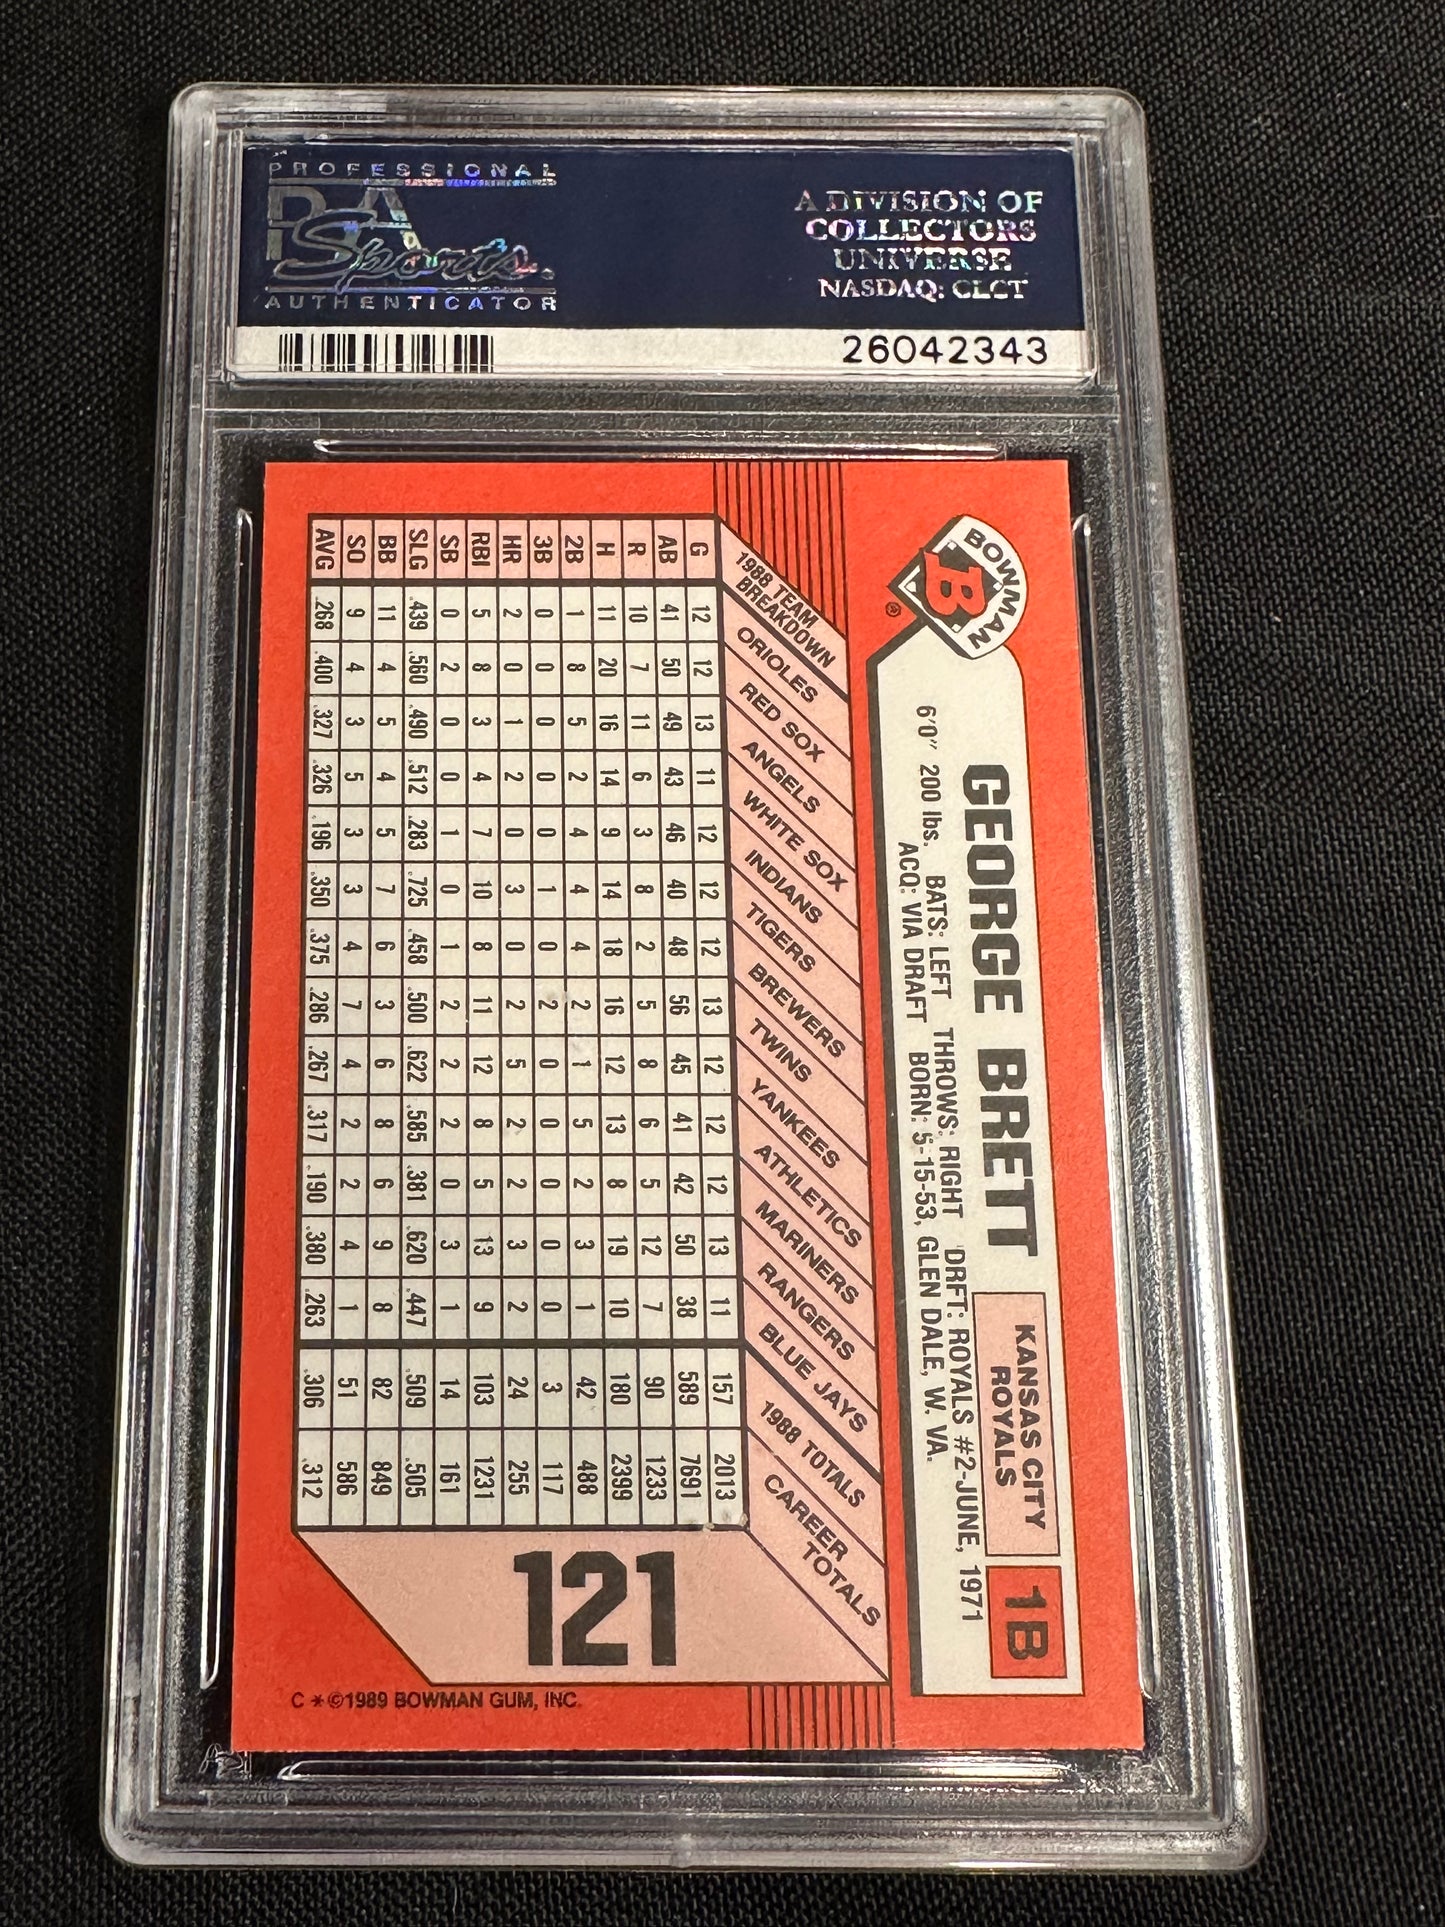 PROFESSIONAL
PSA
Sports
AUTHENTICATOR
A DIVISION OF
COLLECTORS
UNIVERSE
NASDAQ: CLCT
26042343
BOWMAN
B
®
GEORGE BRETT
KANSAS CITY
ROYALS
1B
6'0" 200 lbs. BATS: LEFT THROWS: RIGHT DRFT: ROYALS #2-JUNE, 1971
ACQ: VIA DRAFT BORN: 5-15-53, GLEN DALE, W. VA.
1988 TEAM
BREAKDOWN
ORIOLES
RED SOX
ANGELS
WHITE SOX
INDIANS
TIGERS
BREWERS
TWINS
YANKEES
ATHLETICS
MARINERS
RANGERS
BLUE JAYS
1988 TOTALS
CAREER
TOTALS
G 12 12 13 11 12 12 12 13 12 12 12 13 11 157 2013
AB 41 50 49 43 46 40 48 56 45 41 42 50 38 589 7691
R 10 7 11 6 3 8 2 5 8 6 5 12 7 90 1233
H 11 20 16 14 9 14 18 16 12 13 8 19 10 180 2399
2B 1 8 5 2 4 4 4 2 1 5 2 3 1 42 488
3B 0 0 0 0 0 1 0 2 0 0 0 0 0 3 117
HR 2 0 1 2 0 3 0 2 5 2 2 3 2 24 255
RBI 5 8 3 4 7 10 8 11 12 8 5 13 9 103 1231
SB 0 2 0 0 1 0 1 2 2 2 0 3 1 14 161
SLG .439 .560 .490 .512 .283 .725 .458 .500 .622 .585 .381 .620 .447 .509 .505
BB 11 4 5 4 5 7 6 3 6 8 6 9 8 82 849
SO 9 4 3 5 3 3 4 7 4 2 2 4 1 51 586
AVG .268 .400 .327 .326 .196 .350 .375 .286 .267 .317 .190 .380 .263 .306 .312
121
C *©1989 BOWMAN GUM, INC.